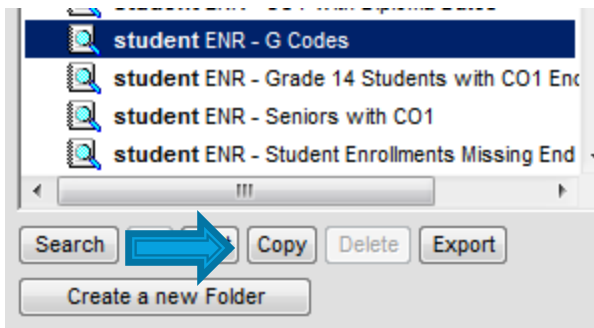 student ENR - G Codes
student ENR - Grade 14 Students with CO1 Enc
student ENR - Seniors with CO1
student ENR - Student Enrollments Missing End
Search Copy Delete Export
Create a new Folder